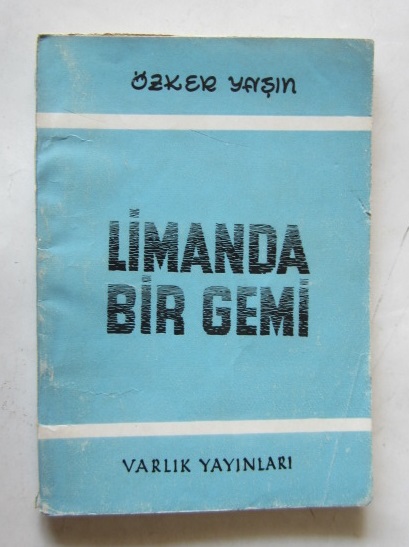 ÖZKER YAŞIN
LİMANDA
BİR GEMİ
VARLIK YAYINLARI